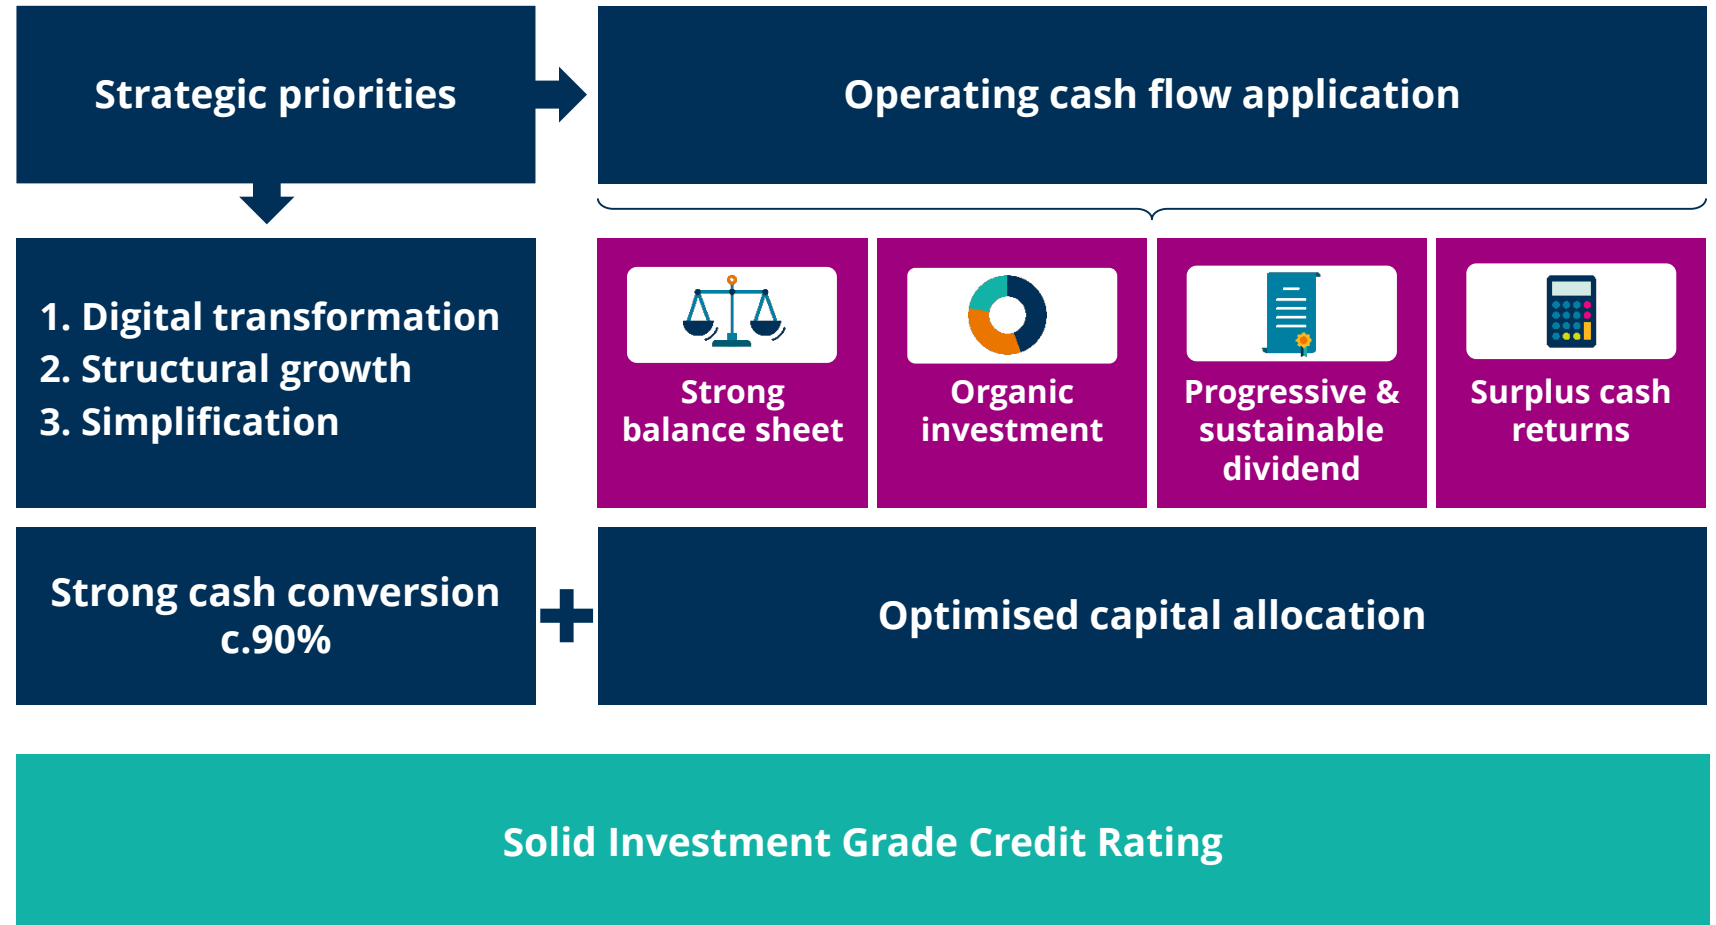 Strategic priorities
Operating cash flow application
1. Digital transformation
2. Structural growth
3. Simplification
Strong
balance sheet
Organic
investment
Progressive &
sustainable
dividend
Surplus cash
returns
Strong cash conversion
c.90%
Optimised capital allocation
Solid Investment Grade Credit Rating